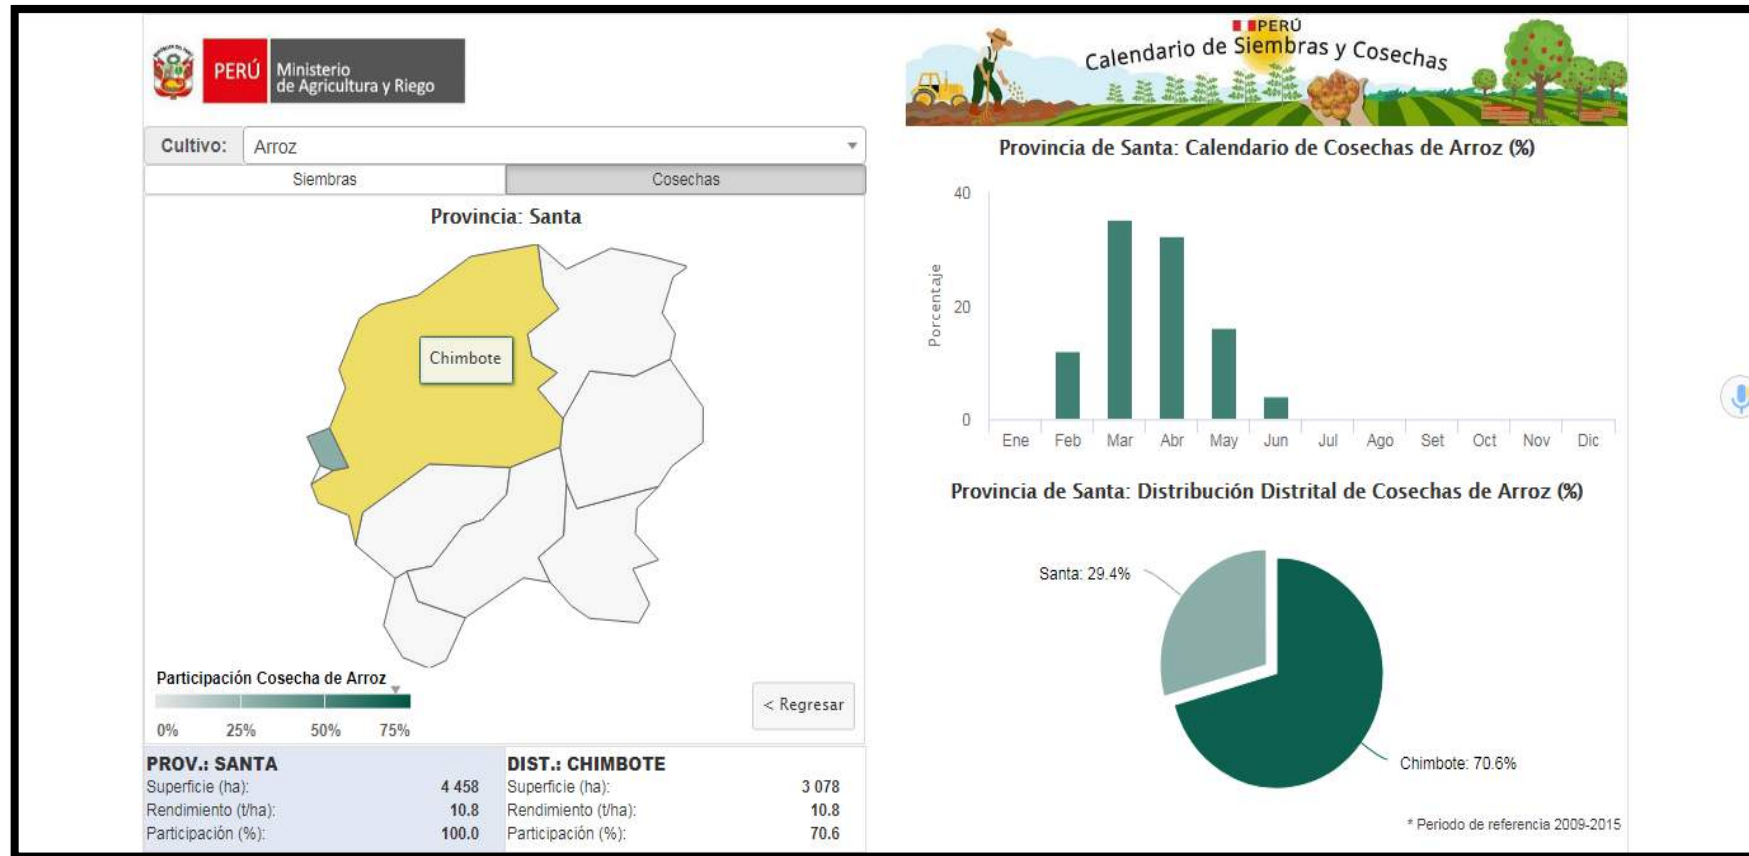 PERÚ
Ministerio
de Agricultura y Riego
PERÚ
Calendario de Siembras y Cosechas
Cultivo: Arroz
Siembras Cosechas
Provincia: Santa
Chimbote
Participación Cosecha de Arroz
0% 25% 50% 75%
< Regresar
PROV.: SANTA
Superficie (ha): 4 458
Rendimiento (t/ha): 10.8
Participación (%): 100.0
DIST.: CHIMBOTE
Superficie (ha): 3 078
Rendimiento (t/ha): 10.8
Participación (%): 70.6
Provincia de Santa: Calendario de Cosechas de Arroz (%)
Porcentaje
40
20
0
Ene Feb Mar Abr May Jun Jul Ago Set Oct Nov Dic
Provincia de Santa: Distribución Distrital de Cosechas de Arroz (%)
Santa: 29.4%
Chimbote: 70.6%
* Periodo de referencia 2009-2015